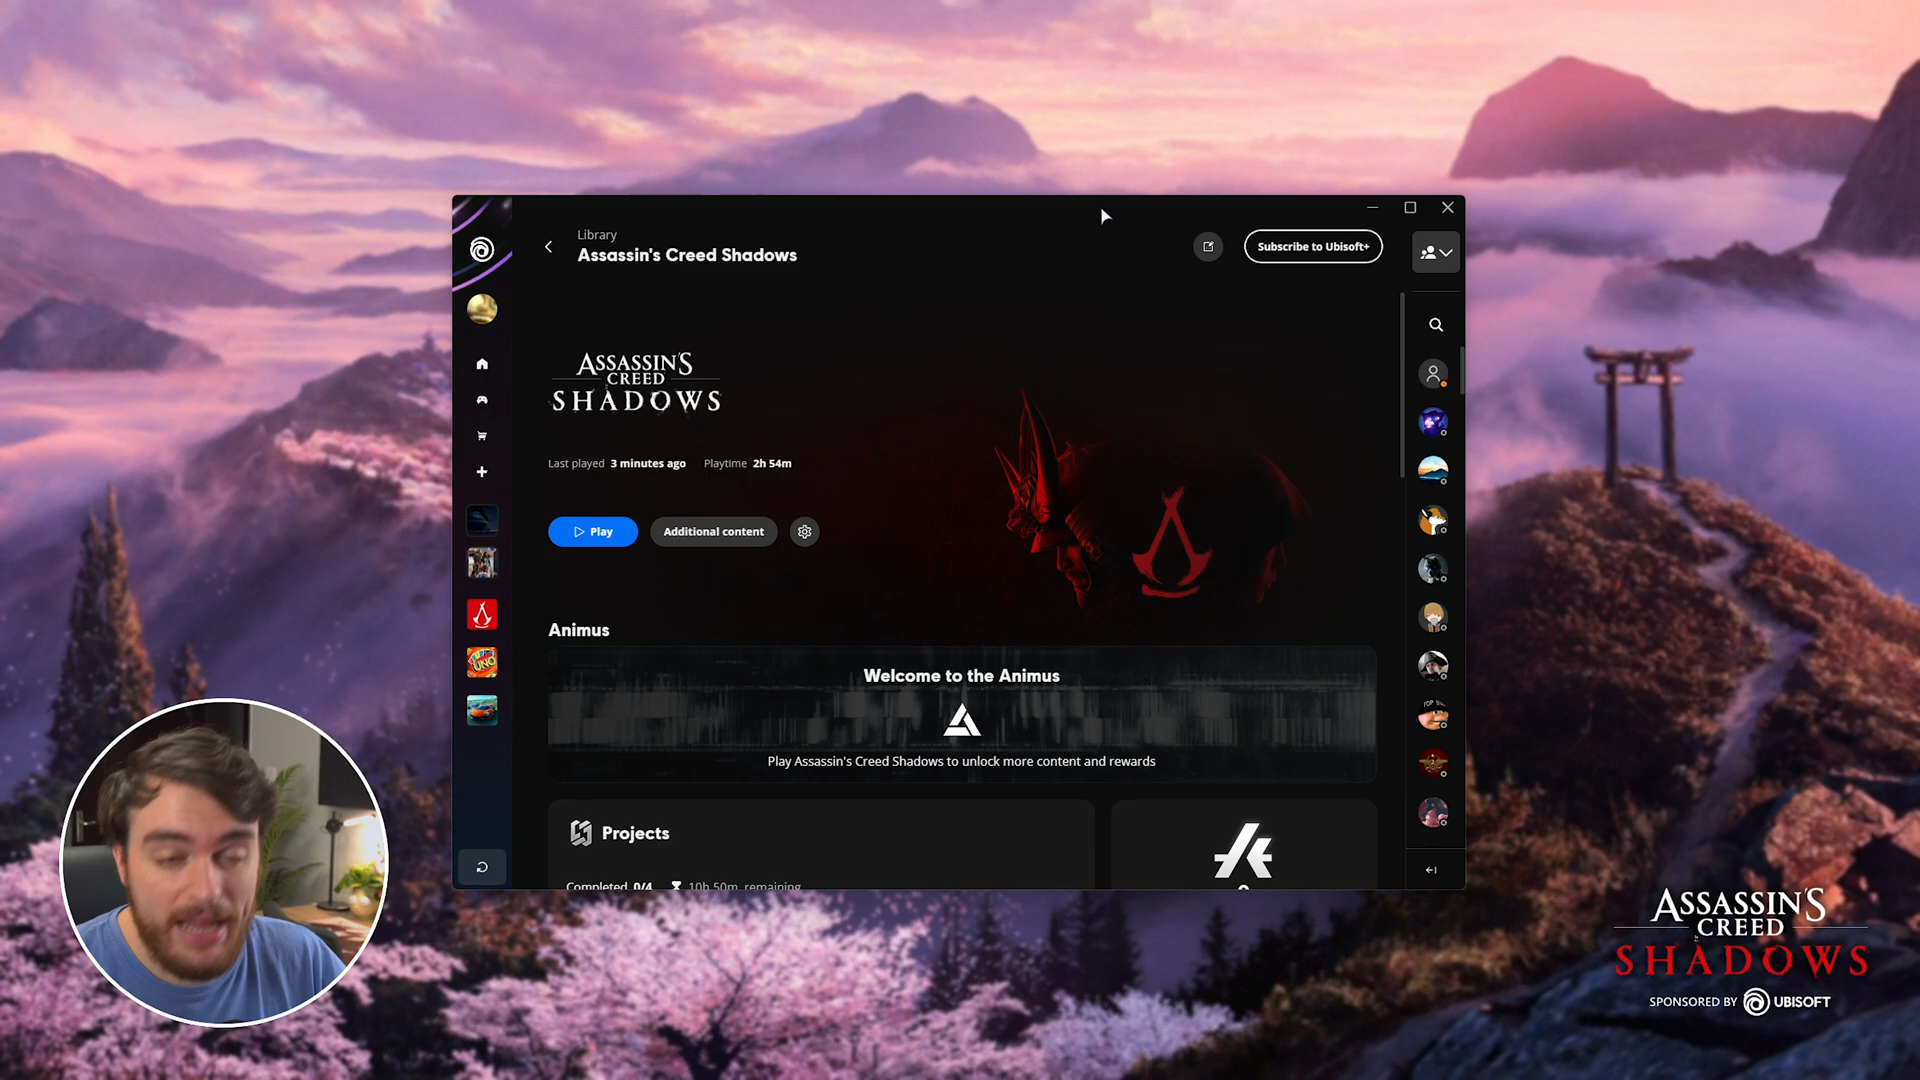 Library
Assassin's Creed Shadows
Subscribe to Ubisoft+
ASSASSIN'S
CREED
SHADOWS
Last played 3 minutes ago Playtime 2h 54m
Play
Additional content
UNO
Animus
Welcome to the Animus
Play Assassin's Creed Shadows to unlock more content and rewards
Projects
Completed 0/4 10h 50m remaining
ASSASSIN'S
CREED
SHADOWS
SPONSORED BY UBISOFT